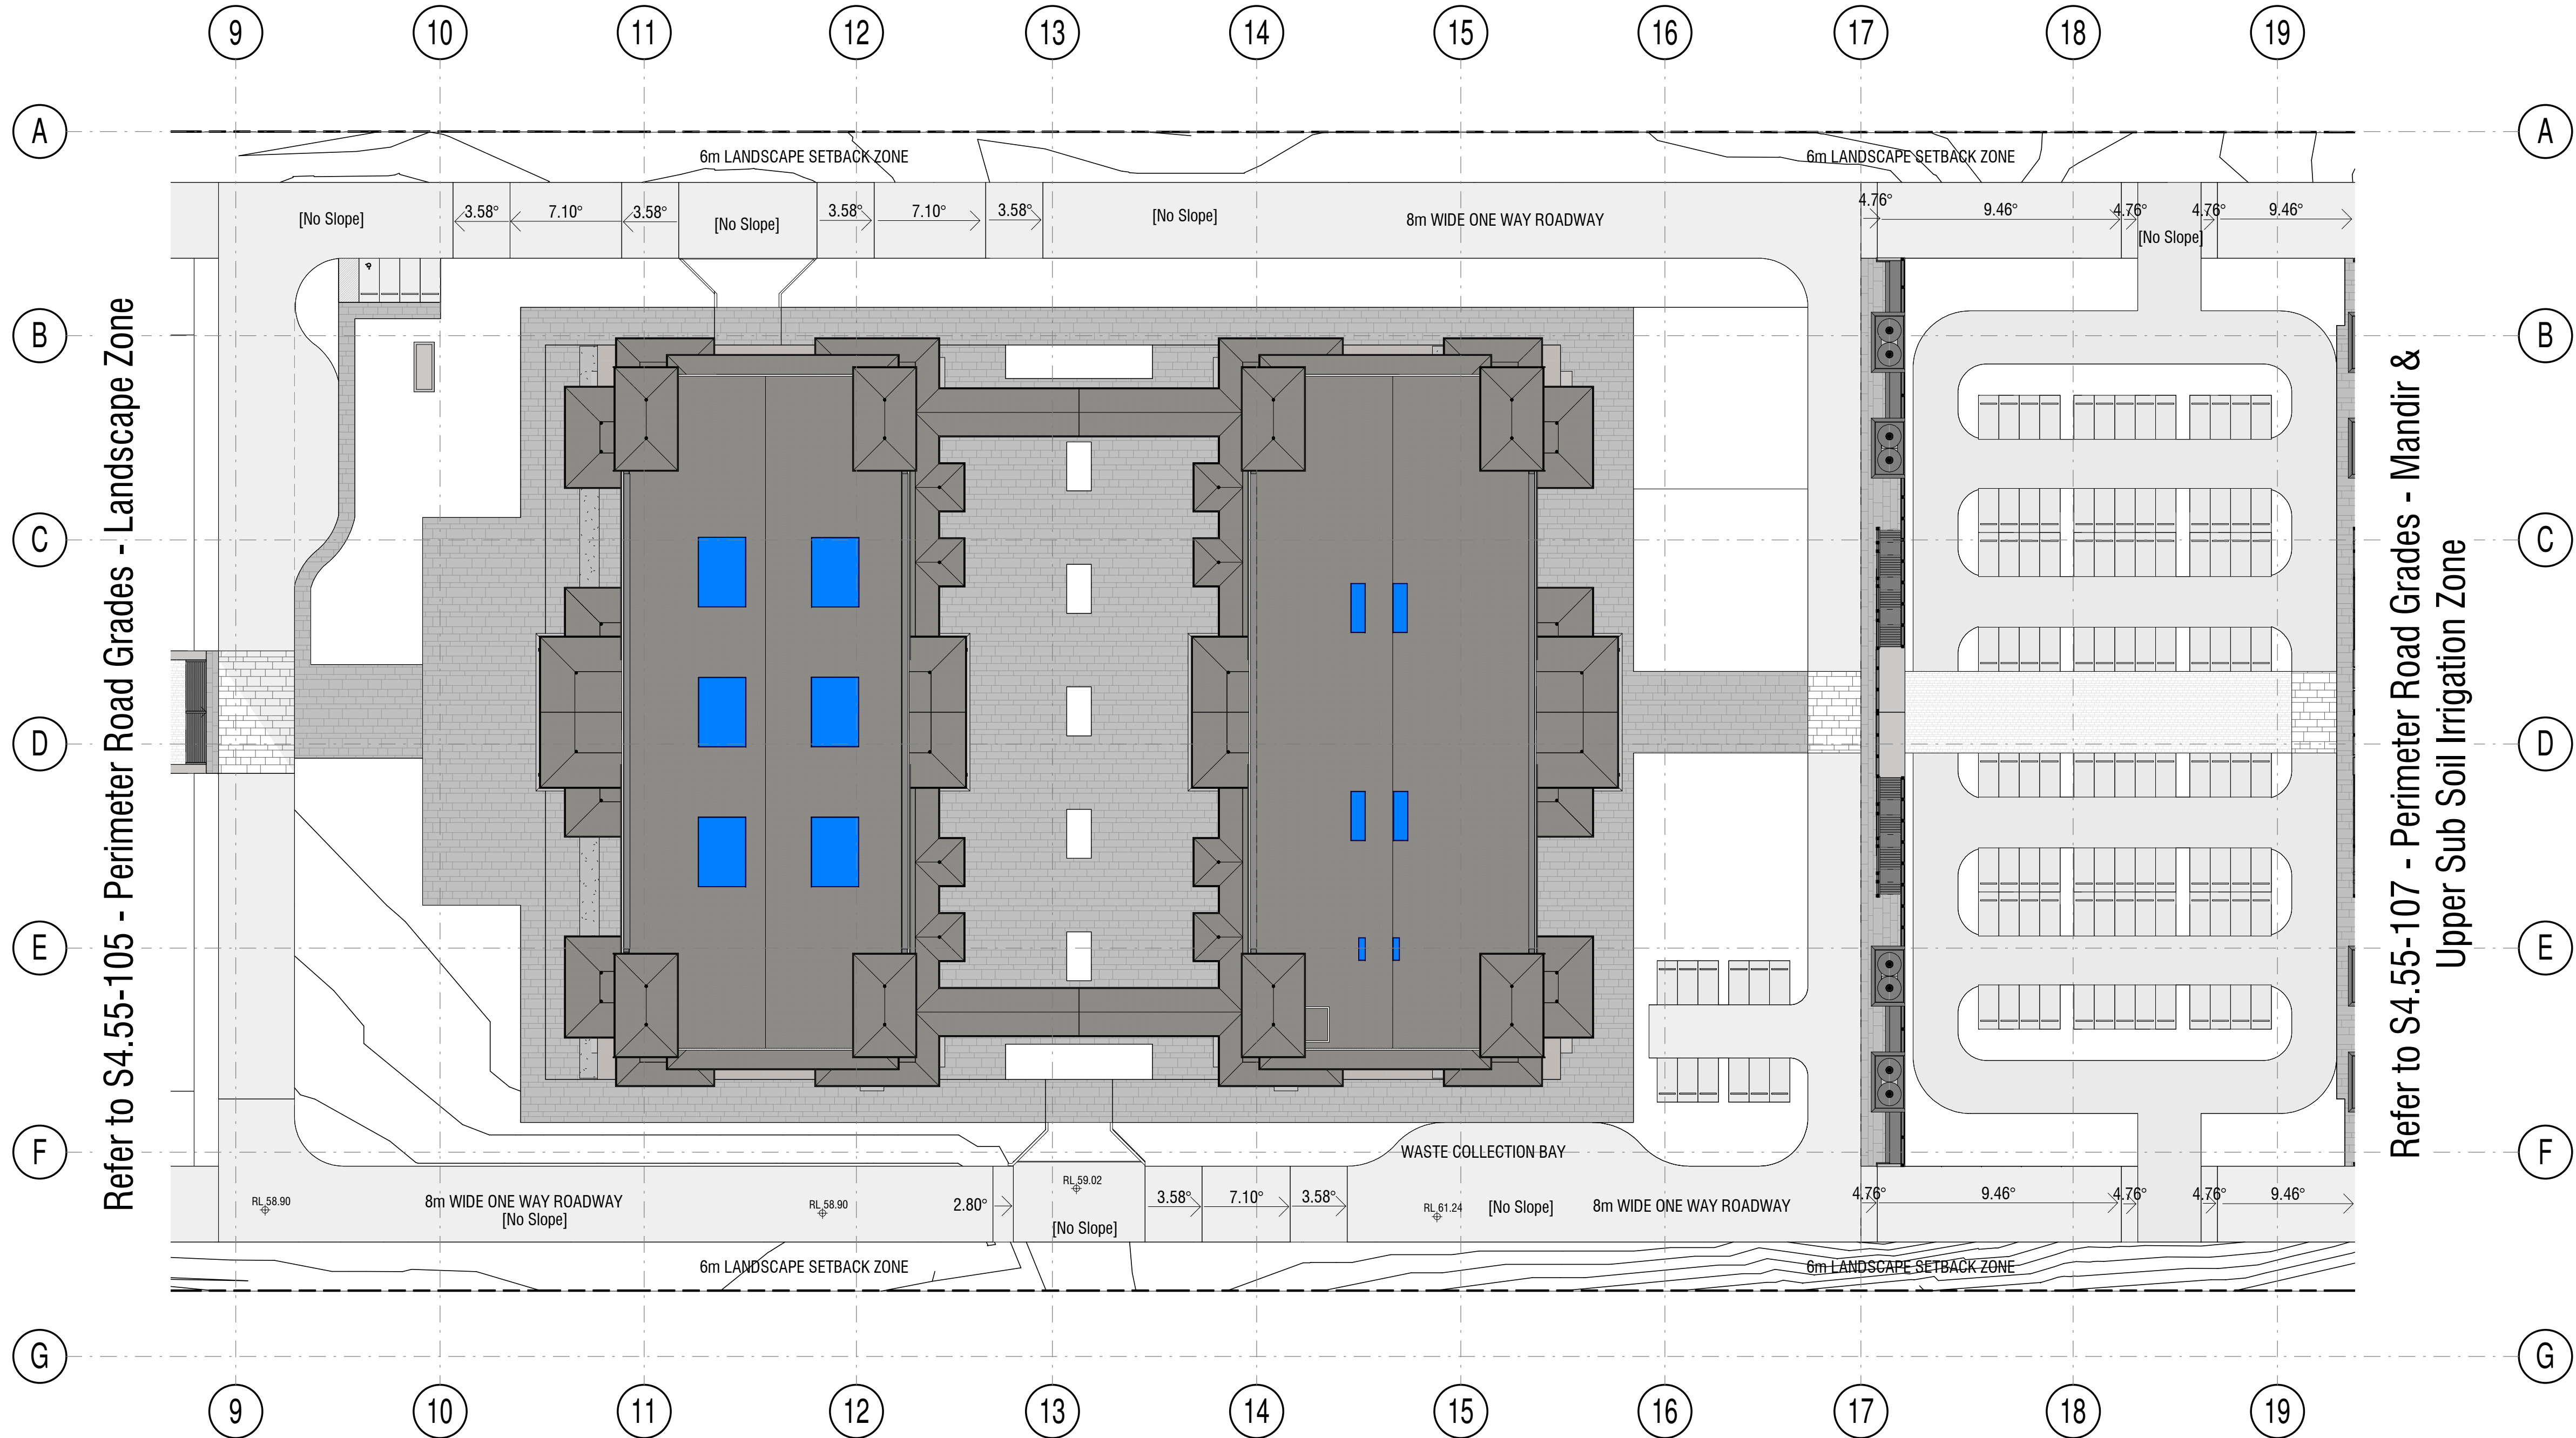 9 10 11 12 13 14 15 16 17 18 19
A A
6m LANDSCAPE SETBACK ZONE 6m LANDSCAPE SETBACK ZONE
[No Slope] 3.58° 7.10° 3.58° [No Slope] 3.58° 7.10° 3.58° [No Slope] 8m WIDE ONE WAY ROADWAY 4.76° 9.46° 4.76° 4.76° 9.46°
[No Slope]
B B
Refer to S4.55-105 - Perimeter Road Grades - Landscape Zone
Refer to S4.55-107 - Perimeter Road Grades - Mandir &
Upper Sub Soil Irrigation Zone
C C
D D
E E
F F
WASTE COLLECTION BAY
RL 58.90 8m WIDE ONE WAY ROADWAY RL 58.90 2.80° RL 59.02 3.58° 7.10° 3.58° RL 61.24 [No Slope] 8m WIDE ONE WAY ROADWAY 4.76° 9.46° 4.76° 4.76° 9.46°
[No Slope] [No Slope]
6m LANDSCAPE SETBACK ZONE 6m LANDSCAPE SETBACK ZONE
G G
9 10 11 12 13 14 15 16 17 18 19